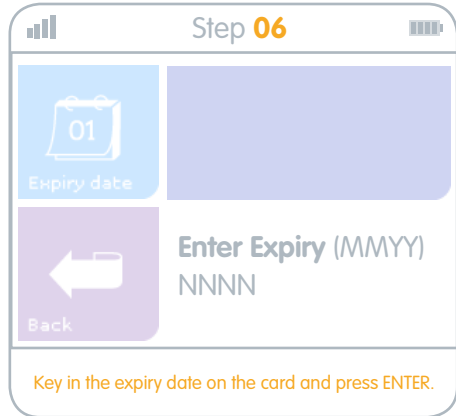 Step 06
01
Expiry date
Enter Expiry (MMYY)
NNNN
Back
Key in the expiry date on the card and press ENTER.